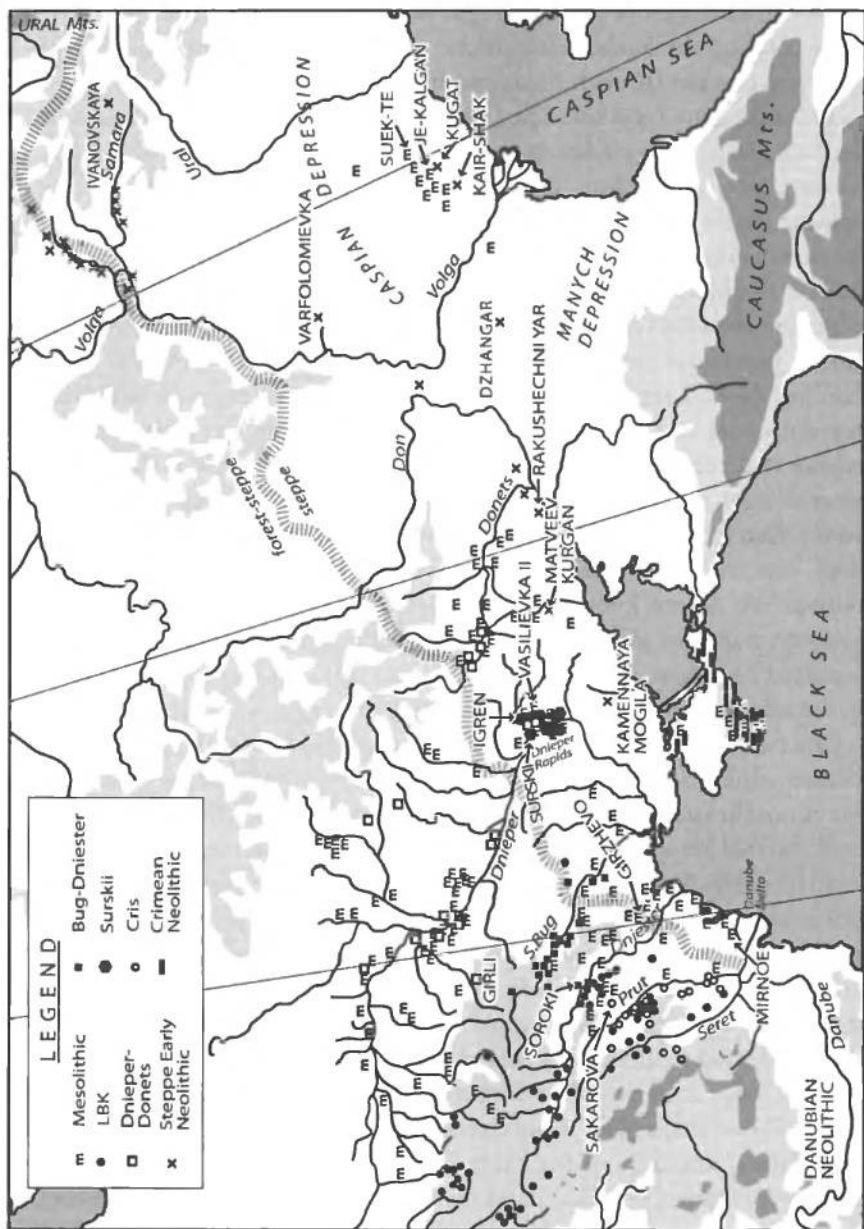 LEGEND
m Mesolithic
LBK
Dnieper-
Donets
x Steppe Early
Neolithic
Bug-Dniester
Surskii
Cris
Crimean
Neolithic
URAL Mts.
IVANOVSKAYA
Samara
Ural
Volga
VARFOLOMIEVKA
CASPIAN
DEPRESSION
SUEK-TE
JE-KALGAN
KUGAT
KAIR-SHAK
CASPIAN SEA
Volga
forest-steppe
steppe
Don
DZHANGAR
MANYCH
DEPRESSION
CAUCASUS Mts.
Donets
RAKUSHECHNI YAR
MATVEEV
KURGAN
VASILIEVKA II
IGREN
Dnieper
Rapids
SURSKII
KAMENNAYA
MOGILA
Dnieper
GIRZHEVO
BLACK SEA
GIRLI
S.Bug
Dniester
SOROKI
SAKAROVA
Prut
Seret
MIRNOE
Danube
Delta
Danube
DANUBIAN
NEOLITHIC